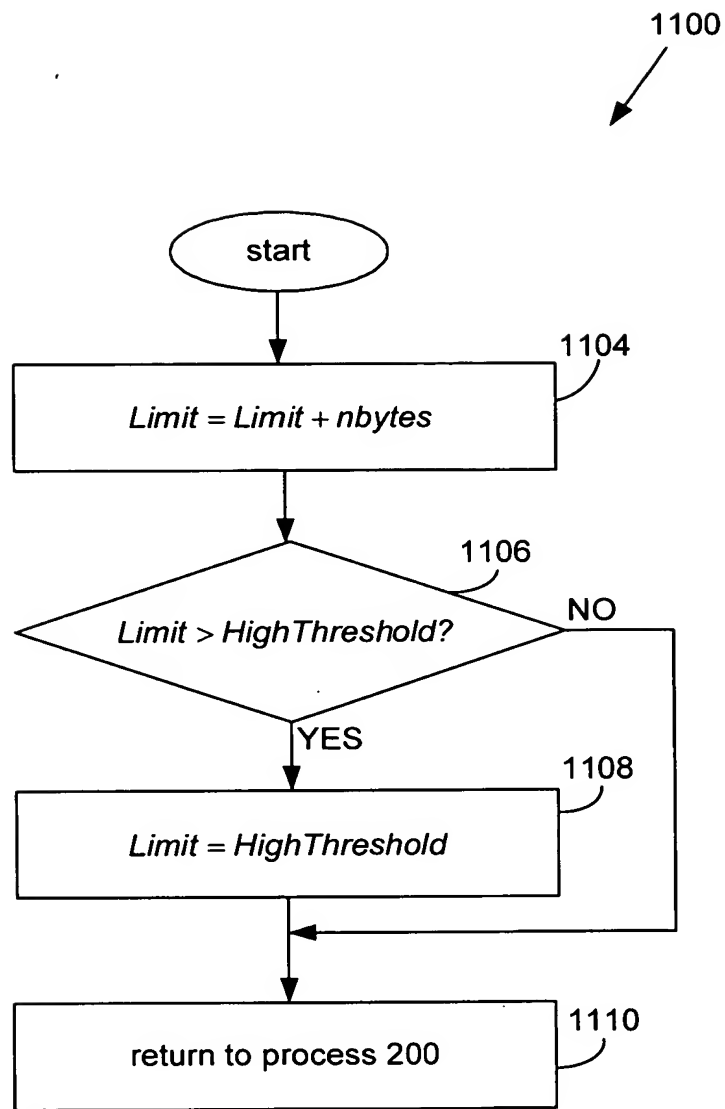 1100
start
1104
Limit = Limit + nbytes
1106
Limit > HighThreshold?
NO
YES
1108
Limit = HighThreshold
1110
return to process 200